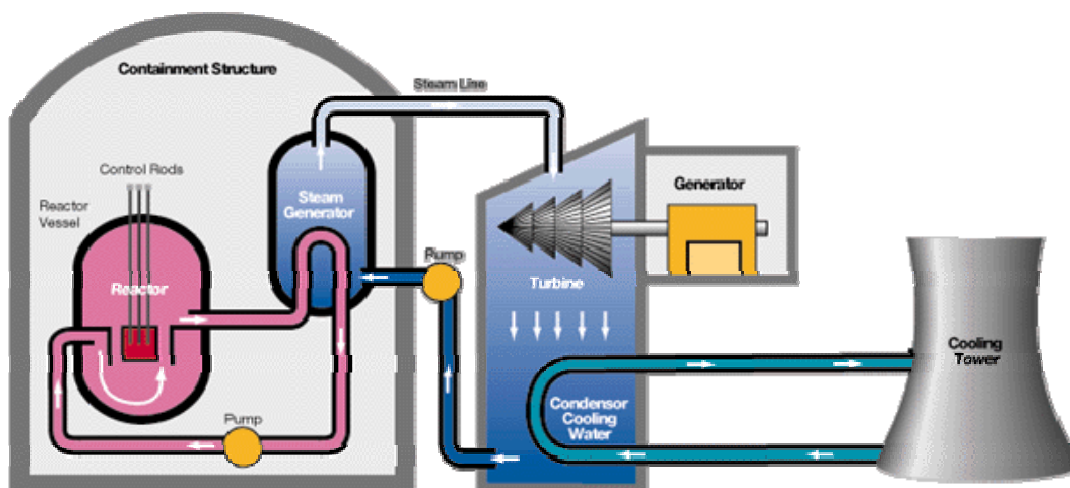 Containment Structure
Steam Line
Control Rods
Reactor
Vessel
Steam
Generator
Reactor
Pump
Pump
Turbine
Generator
Condensor
Cooling
Water
Cooling
Tower